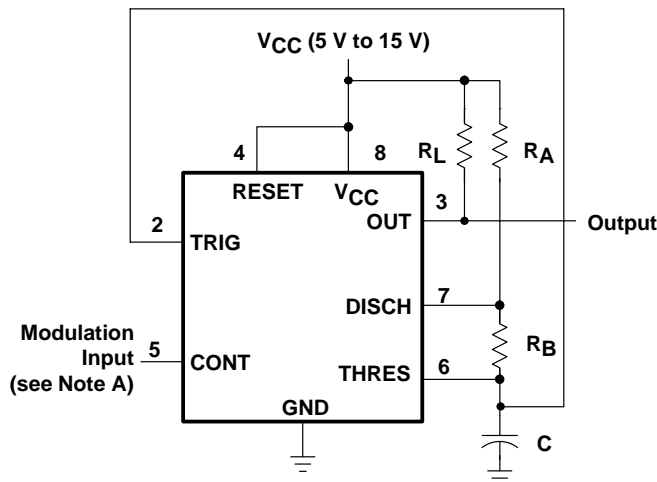 VCC (5 V to 15 V)
4
8
RL
RA
RESET
VCC
3
2
OUT
Output
TRIG
7
DISCH
Modulation
Input
(see Note A)
5
CONT
RB
6
THRES
GND
C